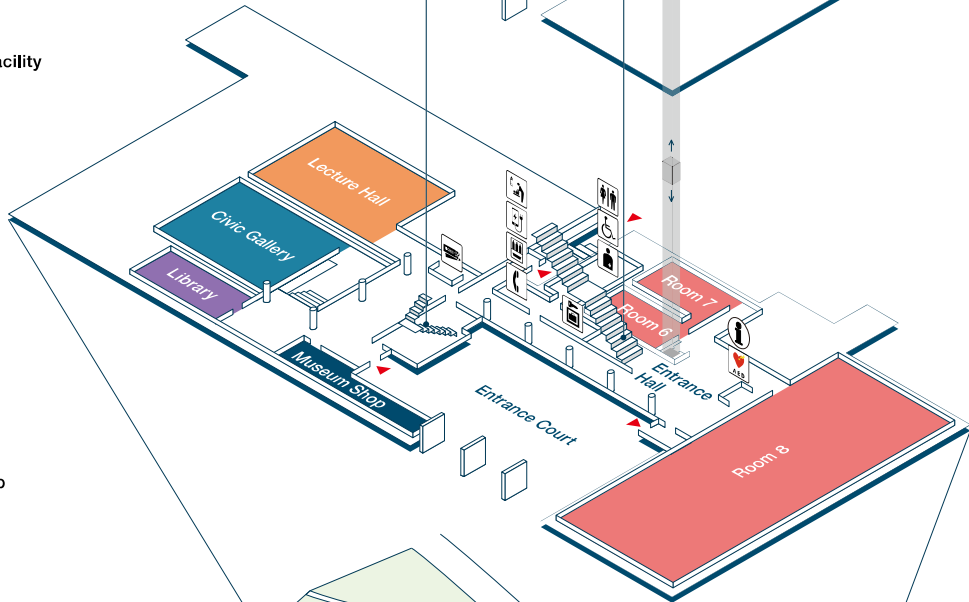 acility
Lecture Hall
Civic Gallery
Library
Room 7
Room 6
AED
Museum Shop
Entrance
Hall
Entrance Court
Room 8
p